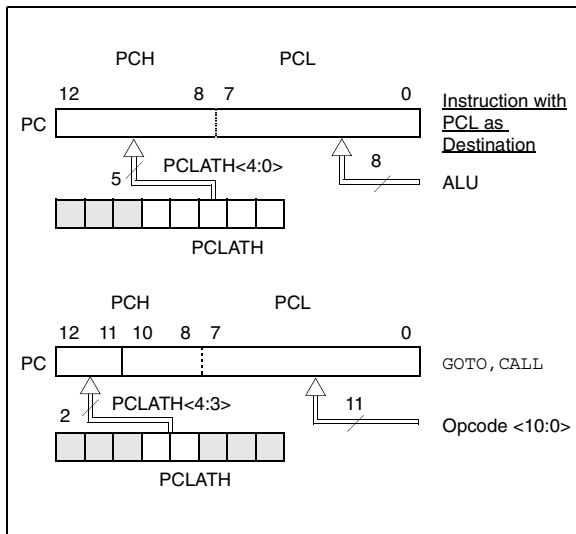 PCH PCL
12 8 7 0
PC
Instruction with
PCL as
Destination
5 PCLATH<4:0> 8
ALU
PCLATH
PCH PCL
12 11 10 8 7 0
PC GOTO, CALL
2 PCLATH<4:3> 11
Opcode <10:0>
PCLATH